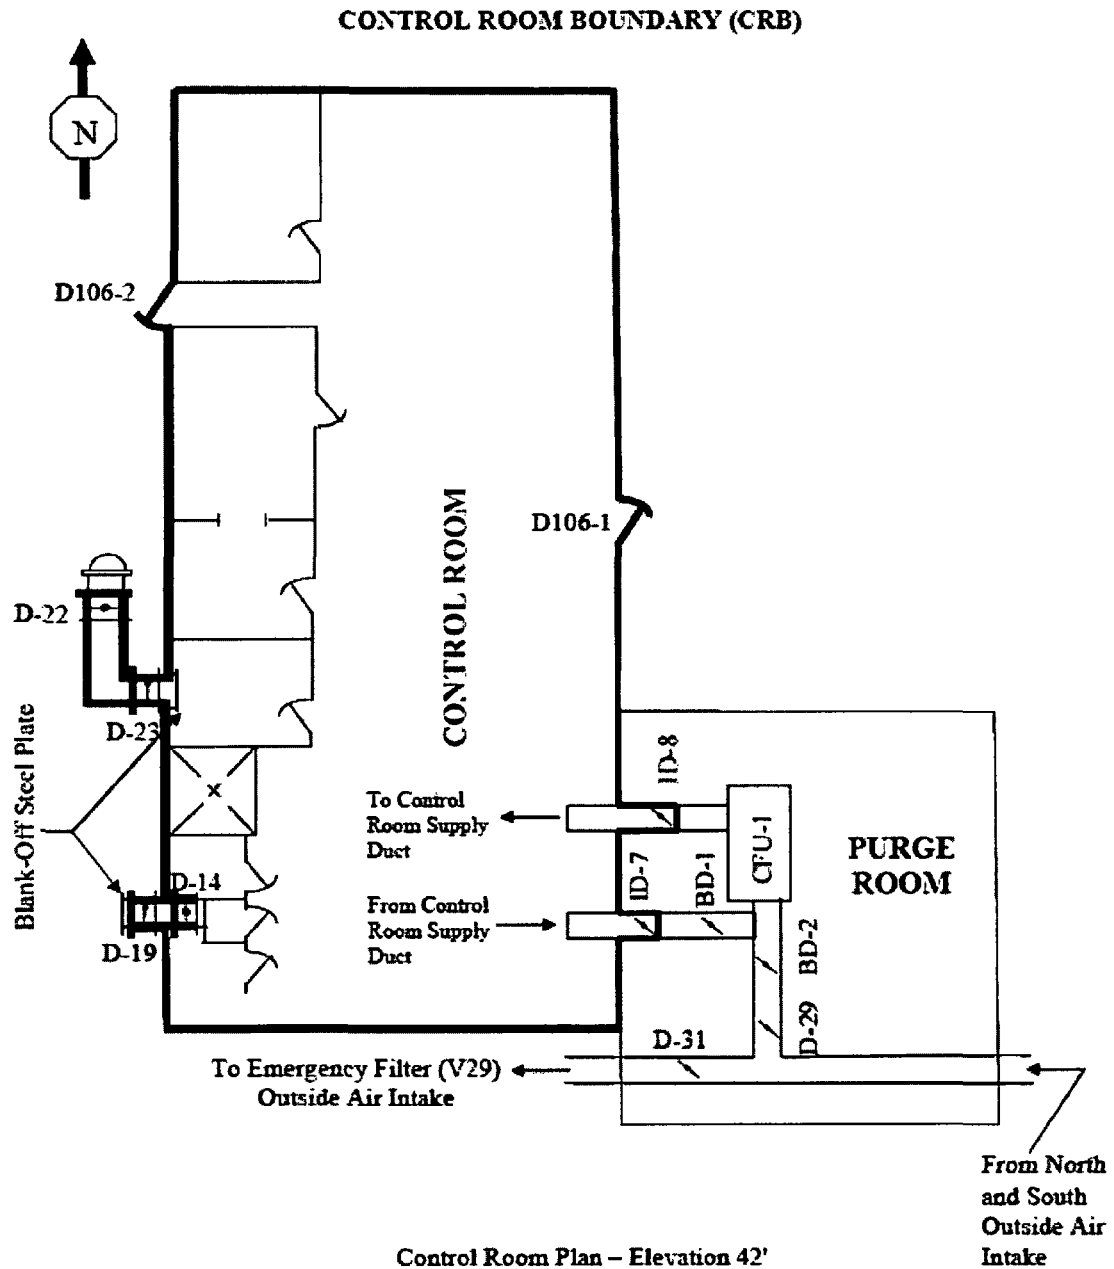 CONTROL ROOM BOUNDARY (CRB)
N
D106-2
CONTROL ROOM
D106-1
D-22
D-23
Blank-Off Steel Plate
D-14
D-19
To Control
Room Supply
Duct
From Control
Room Supply
Duct
ID-8
ID-7
BD-1
CFU-1
BD-2
D-29
PURGE
ROOM
D-31
To Emergency Filter (V29)
Outside Air Intake
From North
and South
Outside Air
Intake
Control Room Plan – Elevation 42'